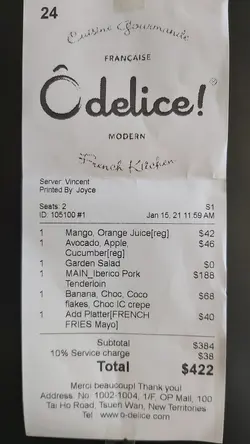 24
Cuisine Gourmande
FRANÇAISE
Ô delice!®
MODERN
French Kitchen
Server: Vincent
Printed By: Joyce
Seats: 2 S1
ID: 105100 #1 Jan 15, 21 11:59 AM
1 Mango, Orange Juice[reg] $42
1 Avocado, Apple, $46
Cucumber[reg]
1 Garden Salad $0
1 MAIN_Iberico Pork $188
Tenderloin
1 Banana, Choc, Coco $68
flakes, Choc IC crepe
1 Add Platter[FRENCH $40
FRIES Mayo]
Subtotal $384
10% Service charge $38
Total $422
Merci beaucoup! Thank you!
Address: No. 1002-1004, 1/F, OP Mall, 100
Tai Ho Road, Tsuen Wan, New Territories
Tel: www.b-delice.com